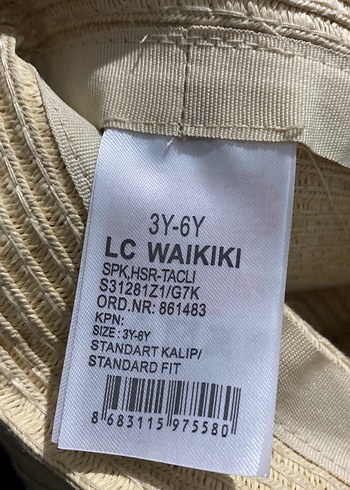 3Y-6Y
LC WAIKIKI
SPK,HSR-TACLI
S31281Z1/G7K
ORD.NR: 861483
KPN:
SIZE : 3Y-6Y
STANDART KALIP/
STANDARD FIT
8 683115 975580